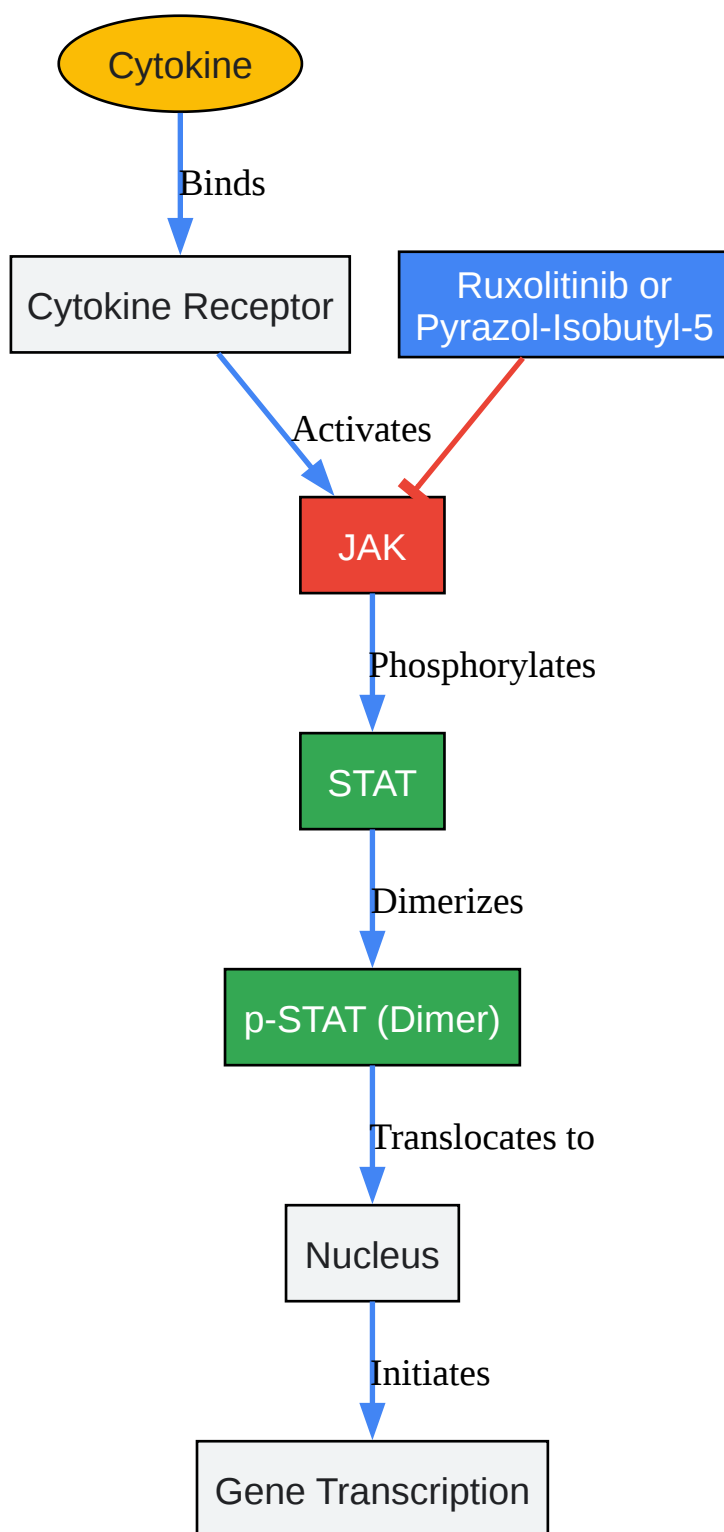 Cytokine
Binds
Cytokine Receptor
Ruxolitinib or
Pyrazol-Isobutyl-5
Activates
JAK
Phosphorylates
STAT
Dimerizes
p-STAT (Dimer)
Translocates to
Nucleus
Initiates
Gene Transcription